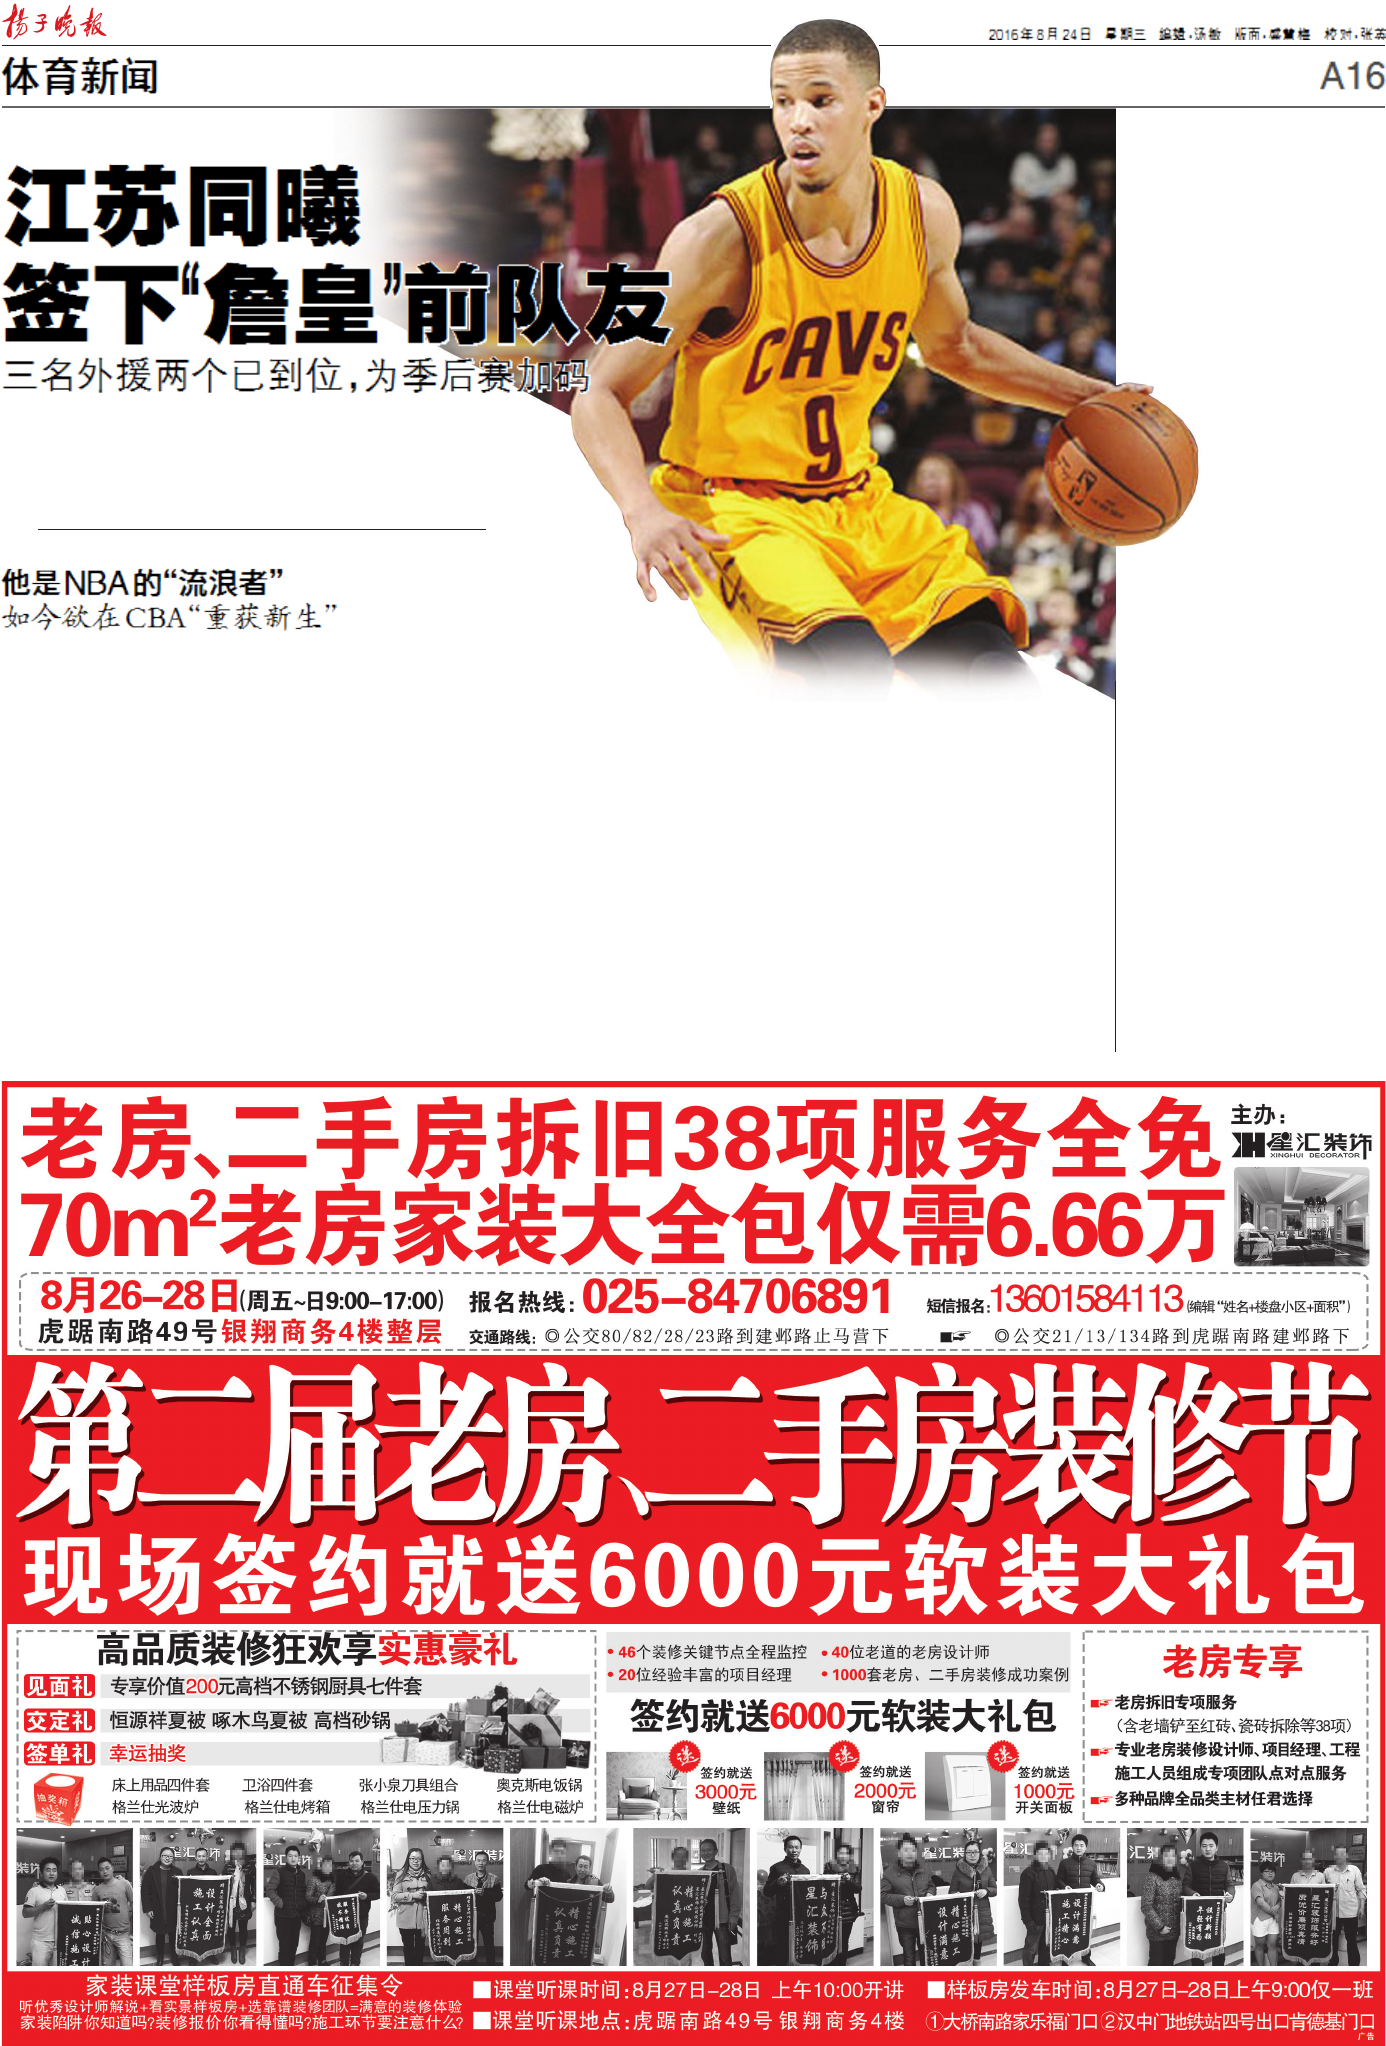 扬子晚报
2016年8月24日 星期三 编辑:汤敏 版面:盛慧梅 校对:张英
体育新闻
A16
江苏同曦
签下“詹皇”前队友
三名外援两个已到位,为季后赛加码
CAVS
9
他是NBA的“流浪者”
如今欲在CBA“重获新生”
老房、二手房拆旧38项服务全免
70m²老房家装大全包仅需6.66万
主办:
星汇装饰
XINGHUI DECORATOR
8月26-28日(周五~日9:00-17:00)
虎踞南路49号银翔商务4楼整层
报名热线:025-84706891
短信报名:13601584113(编辑“姓名+楼盘小区+面积”)
交通路线: ◎公交80/82/28/23路到建邺路止马营下
◎公交21/13/134路到虎踞南路建邺路下
第二届老房、二手房装修节
现场签约就送6000元软装大礼包
高品质装修狂欢享实惠豪礼
见面礼 专享价值200元高档不锈钢厨具七件套
交定礼 恒源祥夏被 啄木鸟夏被 高档砂锅
签单礼 幸运抽奖
抽奖箱
床上用品四件套 卫浴四件套 张小泉刀具组合 奥克斯电饭锅
格兰仕光波炉 格兰仕电烤箱 格兰仕电压力锅 格兰仕电磁炉
• 46个装修关键节点全程监控 • 40位老道的老房设计师
• 20位经验丰富的项目经理 • 1000套老房、二手房装修成功案例
签约就送6000元软装大礼包
送
签约就送
3000元
壁纸
送
签约就送
2000元
窗帘
送
签约就送
1000元
开关面板
老房专享
老房拆旧专项服务
(含老墙铲至红砖、瓷砖拆除等38项)
专业老房装修设计师、项目经理、工程
施工人员组成专项团队点对点服务
多种品牌全品类主材任君选择
家装课堂样板房直通车征集令
听优秀设计师解说+看实景样板房+选靠谱装修团队=满意的装修体验
家装陷阱你知道吗?装修报价你看得懂吗?施工环节要注意什么?
■课堂听课时间:8月27日-28日 上午10:00开讲
■课堂听课地点:虎踞南路49号银翔商务4楼
■样板房发车时间:8月27日-28日上午9:00仅一班
①大桥南路家乐福门口②汉中门地铁站四号出口肯德基门口
广告